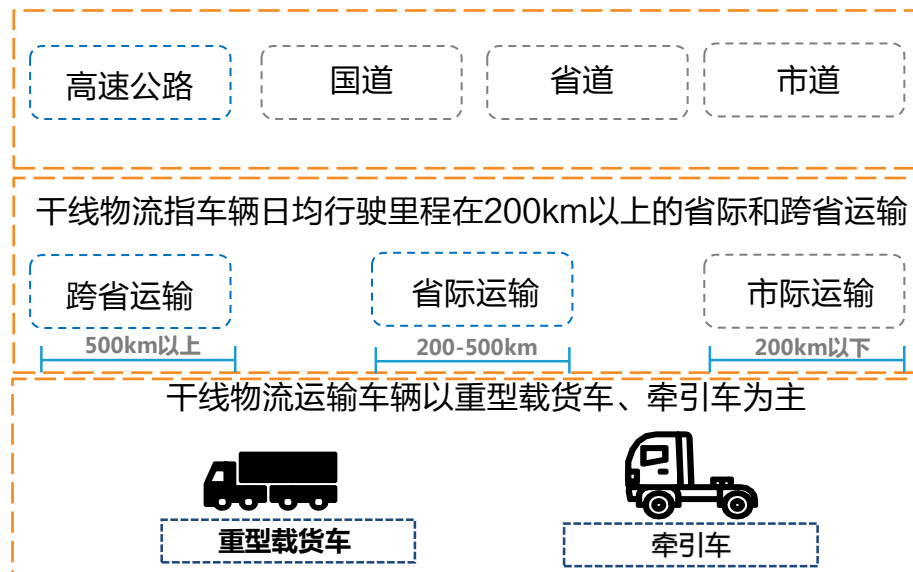 高速公路
国道
省道
市道
干线物流指车辆日均行驶里程在200km以上的省际和跨省运输
跨省运输
省际运输
市际运输
500km以上
200-500km
200km以下
干线物流运输车辆以重型载货车、牵引车为主
重型载货车
牵引车